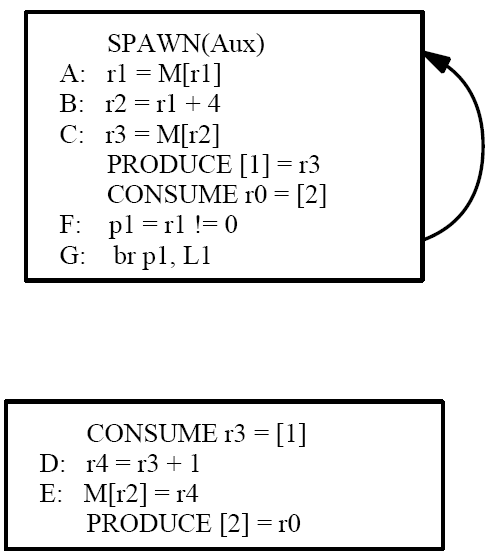 SPAWN(Aux)
A: r1 = M[r1]
B: r2 = r1 + 4
C: r3 = M[r2]
PRODUCE [1] = r3
CONSUME r0 = [2]
F: p1 = r1 != 0
G: br p1, L1
CONSUME r3 = [1]
D: r4 = r3 + 1
E: M[r2] = r4
PRODUCE [2] = r0